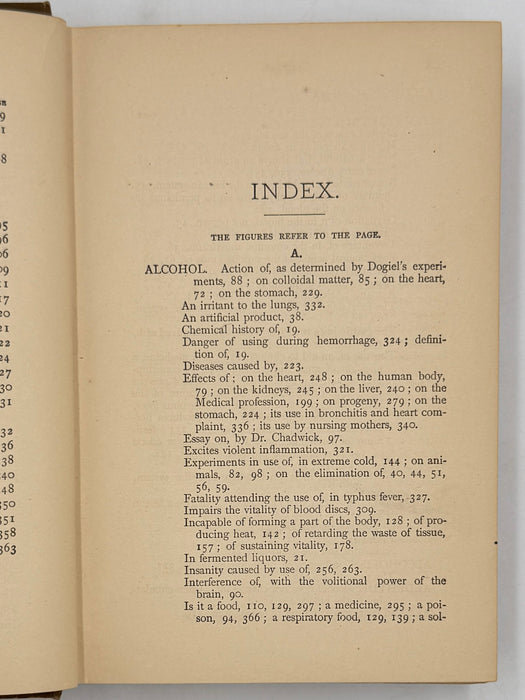 INDEX.
THE FIGURES REFER TO THE PAGE.
A.
ALCOHOL. Action of, as determined by Dogiel's experi-
ments, 88 ; on colloidal matter, 85 ; on the heart,
72 ; on the stomach, 229.
An irritant to the lungs, 332.
An artificial product, 38.
Chemical history of, 19.
Danger of using during hemorrhage, 324 ; defini-
tion of, 19.
Diseases caused by, 223.
Effects of : on the heart, 248 ; on the human body,
79 ; on the kidneys, 245 ; on the liver, 240 ; on the
Medical profession, 199 ; on progeny, 279 ; on the
stomach, 224 ; its use in bronchitis and heart com-
plaint, 336 ; its use by nursing mothers, 340.
Essay on, by Dr. Chadwick, 97.
Excites violent inflammation, 321.
Experiments in use of, in extreme cold, 144 ; on ani-
mals, 82, 98 ; on the elimination of, 40, 44, 51,
56, 59.
Fatality attending the use of, in typhus fever, 327.
Impairs the vitality of blood discs, 309.
Incapable of forming a part of the body, 128 ; of pro-
ducing heat, 142 ; of retarding the waste of tissue,
157 ; of sustaining vitality, 178.
In fermented liquors, 21.
Insanity caused by use of, 256, 263.
Interference of, with the volitional power of the
brain, 90.
Is it a food, 110, 129, 297 ; a medicine, 295 ; a poi-
son, 94, 366 ; a respiratory food, 129, 139 ; a sol-